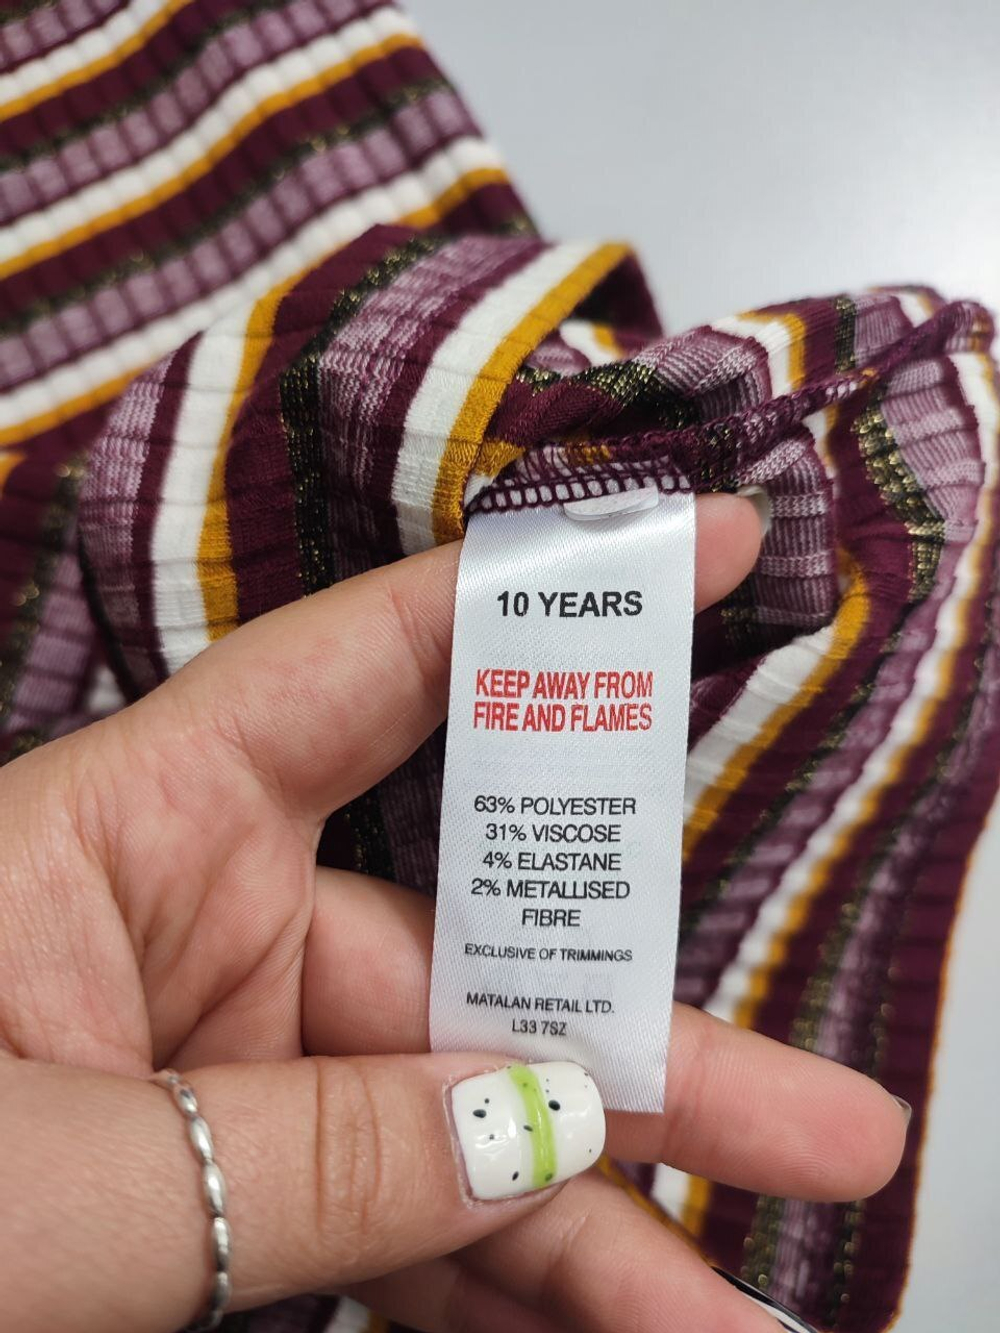 10 YEARS
KEEP AWAY FROM
FIRE AND FLAMES
63% POLYESTER
31% VISCOSE
4% ELASTANE
2% METALLISED
FIBRE
EXCLUSIVE OF TRIMMINGS
MATALAN RETAIL LTD.
L33 7SZ